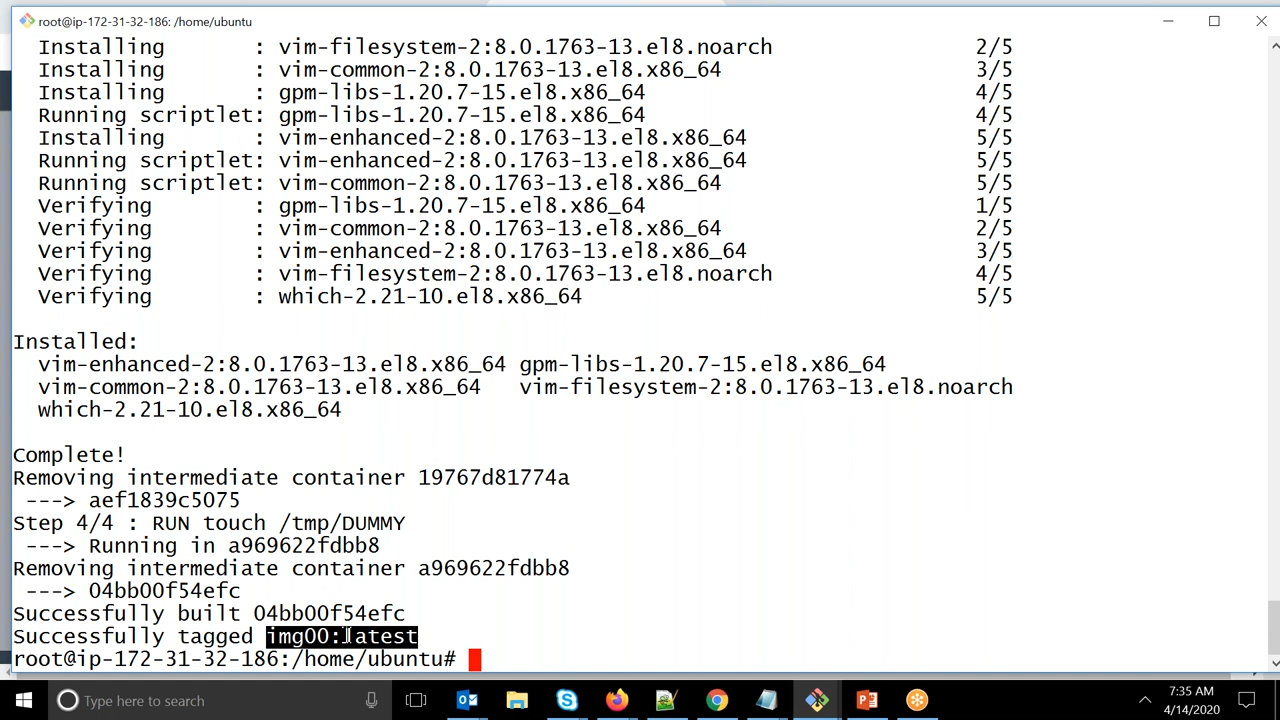 root@ip-172-31-32-186: /home/ubuntu
Installing : vim-filesystem-2:8.0.1763-13.el8.noarch 2/5
Installing : vim-common-2:8.0.1763-13.el8.x86_64 3/5
Installing : gpm-libs-1.20.7-15.el8.x86_64 4/5
Running scriptlet: gpm-libs-1.20.7-15.el8.x86_64 4/5
Installing : vim-enhanced-2:8.0.1763-13.el8.x86_64 5/5
Running scriptlet: vim-enhanced-2:8.0.1763-13.el8.x86_64 5/5
Running scriptlet: vim-common-2:8.0.1763-13.el8.x86_64 5/5
Verifying : gpm-libs-1.20.7-15.el8.x86_64 1/5
Verifying : vim-common-2:8.0.1763-13.el8.x86_64 2/5
Verifying : vim-enhanced-2:8.0.1763-13.el8.x86_64 3/5
Verifying : vim-filesystem-2:8.0.1763-13.el8.noarch 4/5
Verifying : which-2.21-10.el8.x86_64 5/5
Installed:
vim-enhanced-2:8.0.1763-13.el8.x86_64 gpm-libs-1.20.7-15.el8.x86_64
vim-common-2:8.0.1763-13.el8.x86_64 vim-filesystem-2:8.0.1763-13.el8.noarch
which-2.21-10.el8.x86_64
Complete!
Removing intermediate container 19767d81774a
---> aef1839c5075
Step 4/4 : RUN touch /tmp/DUMMY
---> Running in a969622fdbb8
Removing intermediate container a969622fdbb8
---> 04bb00f54efc
Successfully built 04bb00f54efc
Successfully tagged img00:latest
root@ip-172-31-32-186:/home/ubuntu#
Type here to search
7:35 AM
4/14/2020